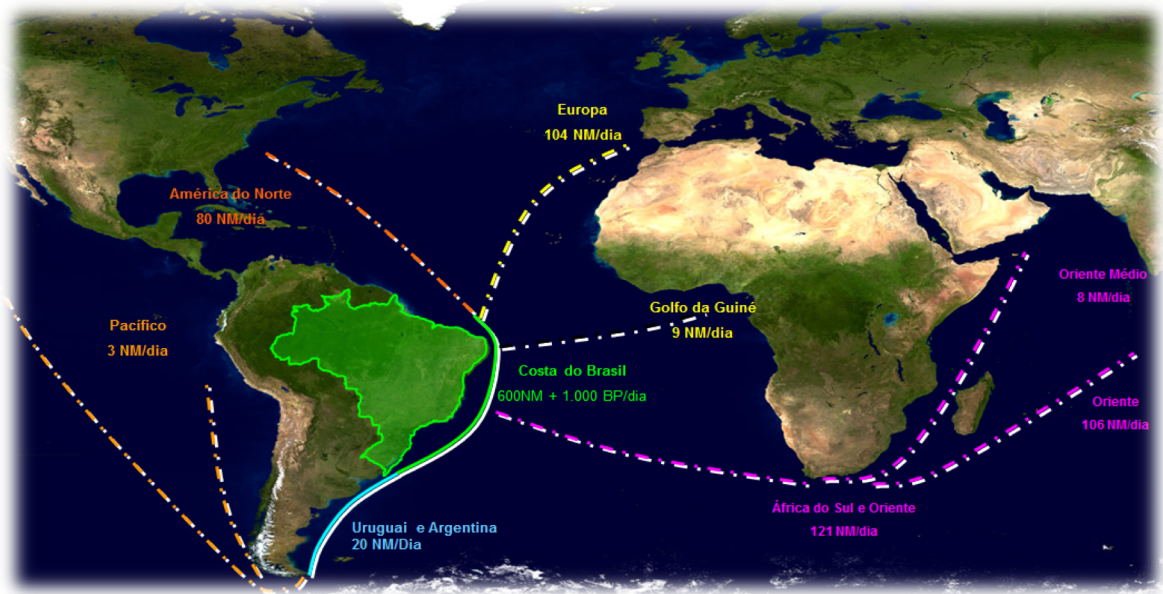 Europa
104 NM/dia
América do Norte
80 NM/dia
Oriente Médio
8 NM/dia
Pacífico
3 NM/dia
Golfo da Guiné
9 NM/dia
Costa do Brasil
600NM + 1.000 BP/dia
Oriente
106 NM/dia
África do Sul e Oriente
121 NM/dia
Uruguai e Argentina
20 NM/Dia